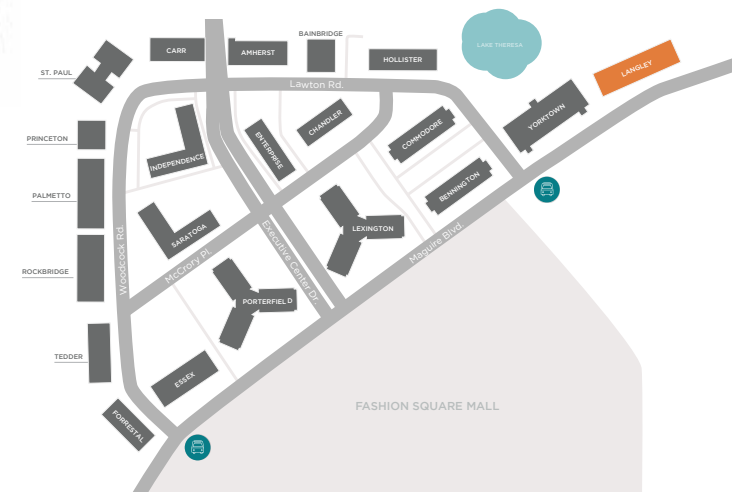 BAINBRIDGE
CARR
AMHERST
HOLLISTER
LAKE THERESA
LANGLEY
ST. PAUL
Lawton Rd.
YORKTOWN
CHANDLER
COMMODORE
ENTERPRISE
PRINCETON
INDEPENDENCE
BENNINGTON
PALMETTO
SARATOGA
LEXINGTON
Woodcock Rd.
McCrory Pl.
Executive Center Dr.
Maguire Blvd.
ROCKBRIDGE
PORTERFIELD
TEDDER
ESSEX
FORRESTAL
FASHION SQUARE MALL